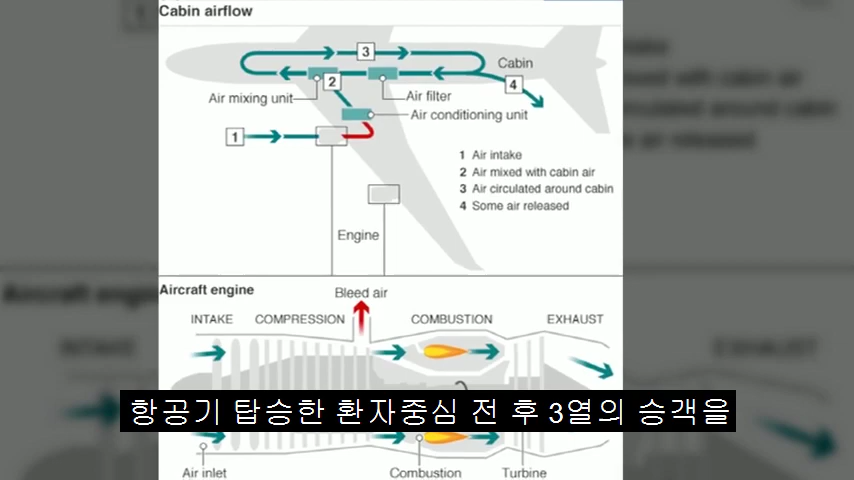 Cabin airflow
3
Cabin
2
4
Air mixing unit
Air filter
Air conditioning unit
1
1 Air intake
2 Air mixed with cabin air
3 Air circulated around cabin
4 Some air released
Engine
Aircraft engine
Bleed air
INTAKE COMPRESSION COMBUSTION EXHAUST
항공기 탑승한 환자중심 전 후 3열의 승객을
Air inlet
Combustion
Turbine